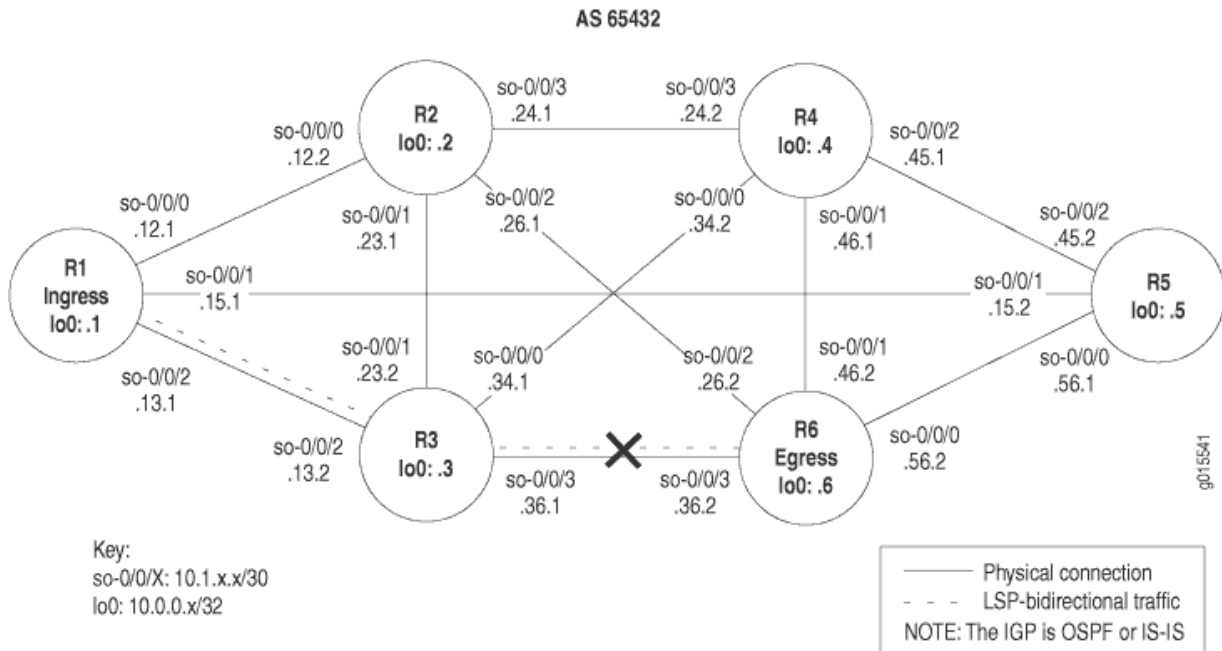 AS 65432
R2
lo0: .2
so-0/0/3
.24.1
so-0/0/3
.24.2
R4
lo0: .4
so-0/0/0
.12.2
so-0/0/2
.45.1
so-0/0/0
.12.1
so-0/0/1
.23.1
so-0/0/2
.26.1
so-0/0/0
.34.2
so-0/0/1
.46.1
so-0/0/2
.45.2
R1
Ingress
lo0: .1
so-0/0/1
.15.1
so-0/0/1
.15.2
R5
lo0: .5
so-0/0/2
.13.1
so-0/0/1
.23.2
so-0/0/0
.34.1
so-0/0/2
.26.2
so-0/0/1
.46.2
so-0/0/0
.56.1
so-0/0/2
.13.2
R3
lo0: .3
so-0/0/3
.36.1
so-0/0/3
.36.2
R6
Egress
lo0: .6
so-0/0/0
.56.2
g015541
Key:
so-0/0/X: 10.1.x.x/30
lo0: 10.0.0.x/32
Physical connection
LSP-bidirectional traffic
NOTE: The IGP is OSPF or IS-IS